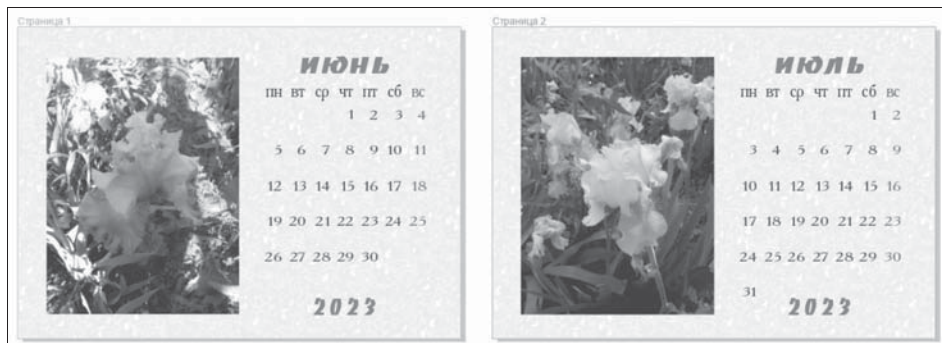 Страница 1
ИЮНЬ
пн вт ср чт пт сб вс
1 2 3 4
5 6 7 8 9 10 11
12 13 14 15 16 17 18
19 20 21 22 23 24 25
26 27 28 29 30
2023
Страница 2
ИЮЛЬ
пн вт ср чт пт сб вс
1 2
3 4 5 6 7 8 9
10 11 12 13 14 15 16
17 18 19 20 21 22 23
24 25 26 27 28 29 30
31
2023